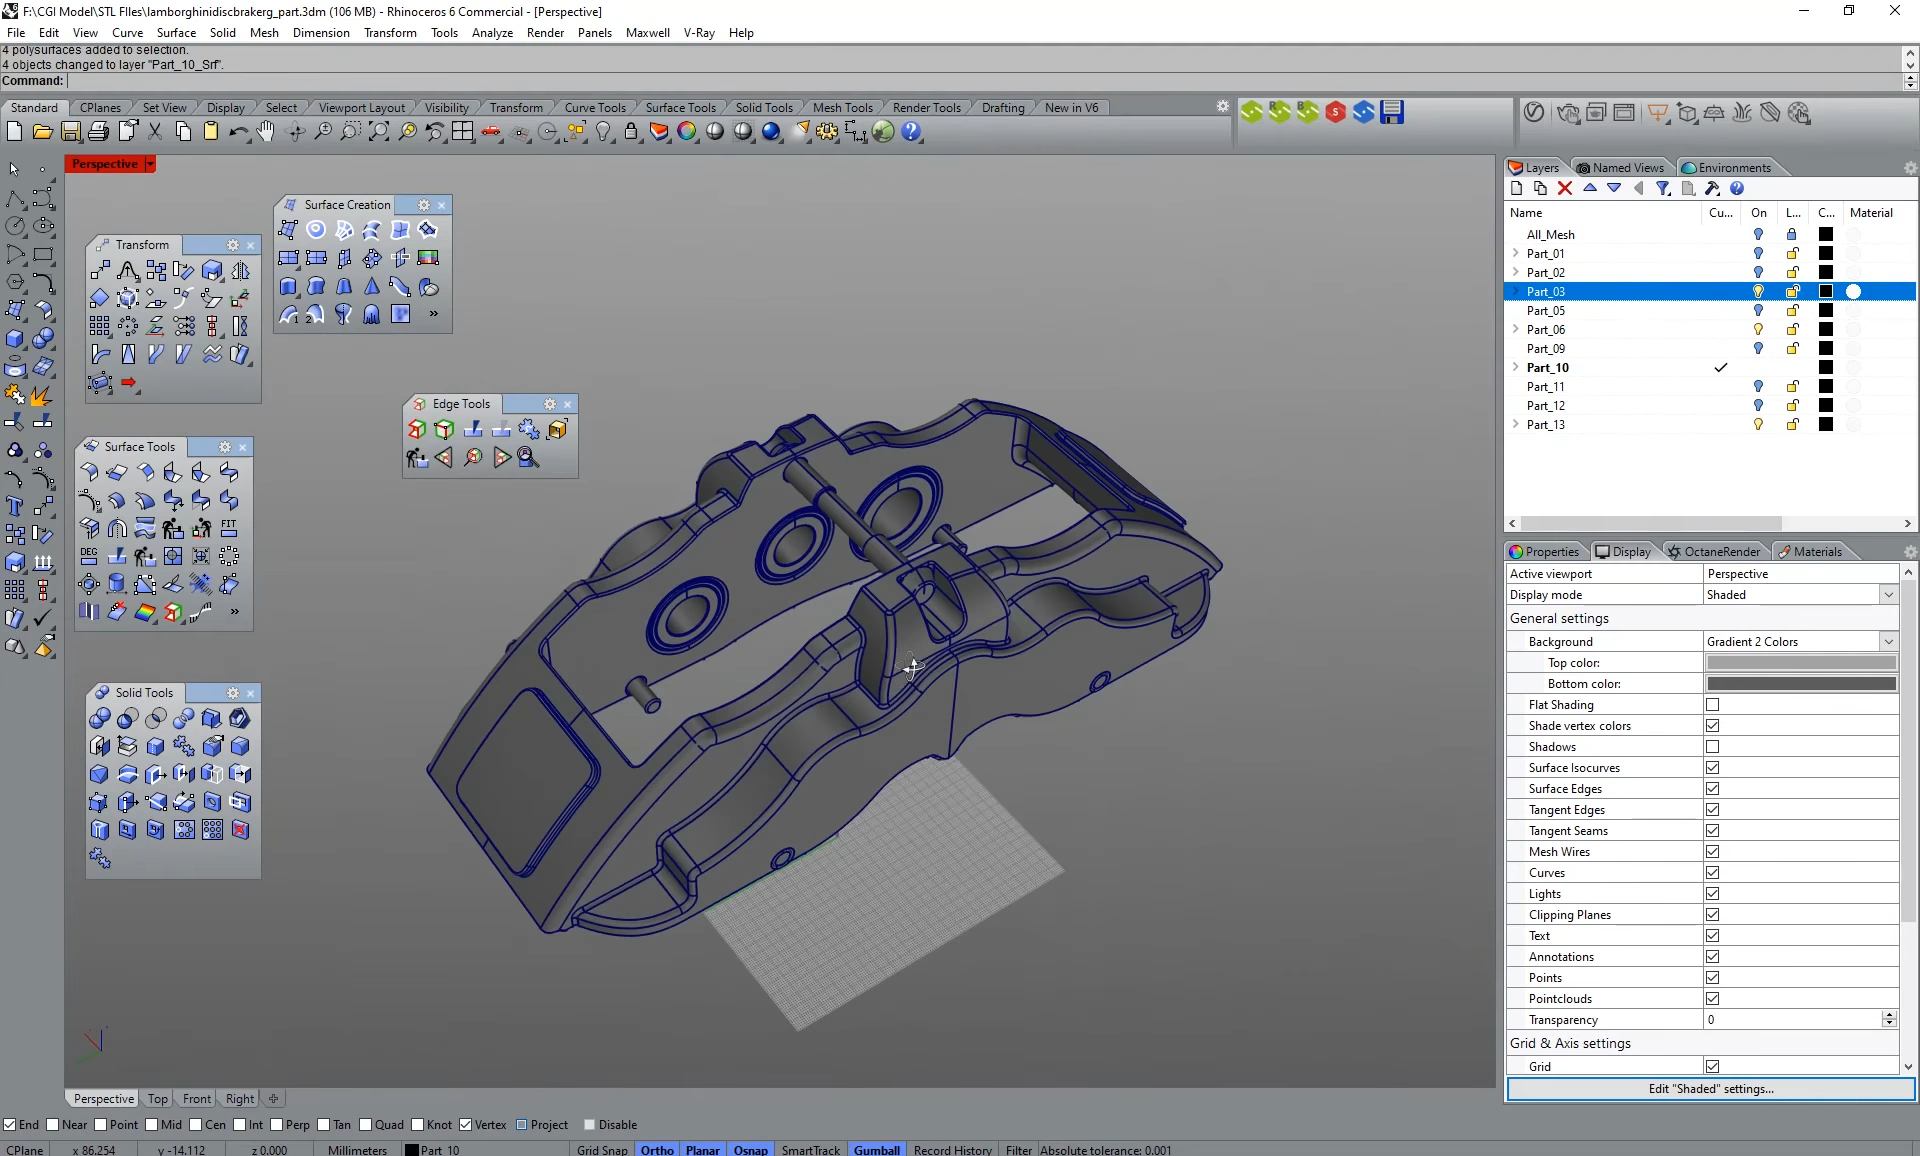 F:\CGI Model\STL FIles\lamborghinidiscbrakerg_part.3dm (106 MB) - Rhinoceros 6 Commercial - [Perspective]
File Edit View Curve Surface Solid Mesh Dimension Transform Tools Analyze Render Panels Maxwell V-Ray Help
4 polysurfaces added to selection.
4 objects changed to layer "Part_10_Srf".
Command:
Standard CPlanes Set View Display Select Viewport Layout Visibility Transform Curve Tools Surface Tools Solid Tools Mesh Tools Render Tools Drafting New in V6
Perspective
Surface Creation
Transform
Edge Tools
Surface Tools
FIT
DEG
Solid Tools
Layers Named Views Environments
Name Cu... On L... C... Material
All_Mesh
Part_01
Part_02
Part_03
Part_05
Part_06
Part_09
Part_10
Part_11
Part_12
Part_13
Properties Display OctaneRender Materials
Active viewport Perspective
Display mode Shaded
General settings
Background Gradient 2 Colors
Top color:
Bottom color:
Flat Shading
Shade vertex colors
Shadows
Surface Isocurves
Surface Edges
Tangent Edges
Tangent Seams
Mesh Wires
Curves
Lights
Clipping Planes
Text
Annotations
Points
Pointclouds
Transparency 0
Grid & Axis settings
Grid
Edit "Shaded" settings...
Perspective Top Front Right
End Near Point Mid Cen Int Perp Tan Quad Knot Vertex Project Disable
CPlane x 86.254 y -14.112 z 0.000 Millimeters Part_10 Grid Snap Ortho Planar Osnap SmartTrack Gumball Record History Filter Absolute tolerance: 0.001